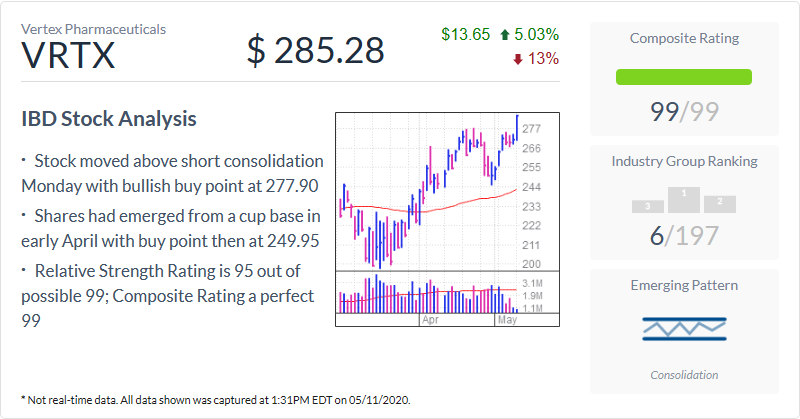 Vertex Pharmaceuticals
VRTX
$ 285.28
$13.65 5.03%
13%
IBD Stock Analysis
• Stock moved above short consolidation
Monday with bullish buy point at 277.90
• Shares had emerged from a cup base in
early April with buy point then at 249.95
• Relative Strength Rating is 95 out of
possible 99; Composite Rating a perfect
99
277
266
255
244
233
222
211
200
3.1M
1.9M
1.1M
Apr May
Composite Rating
99/99
Industry Group Ranking
3 1 2
6/197
Emerging Pattern
Consolidation
* Not real-time data. All data shown was captured at 1:31PM EDT on 05/11/2020.